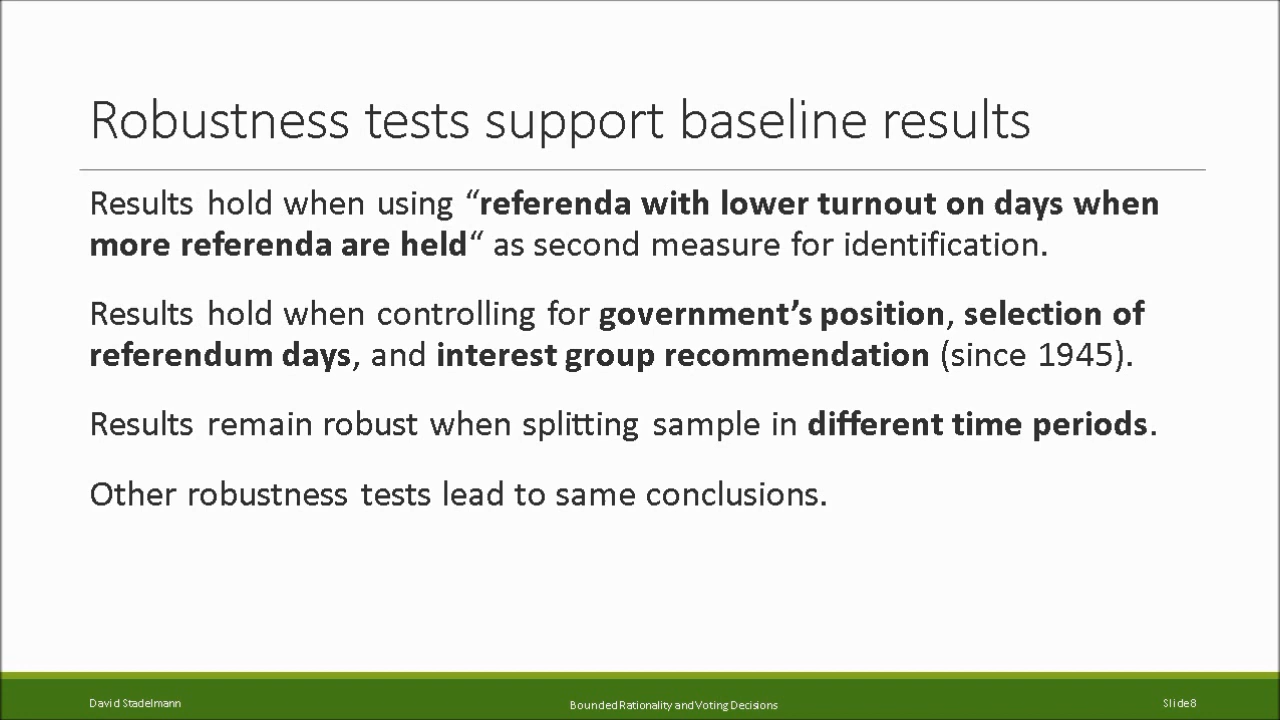 Robustness tests support baseline results
Results hold when using “referenda with lower turnout on days when
more referenda are held“ as second measure for identification.
Results hold when controlling for government’s position, selection of
referendum days, and interest group recommendation (since 1945).
Results remain robust when splitting sample in different time periods.
Other robustness tests lead to same conclusions.
David Stadelmann
Bounded Rationality and Voting Decisions
Slide 8